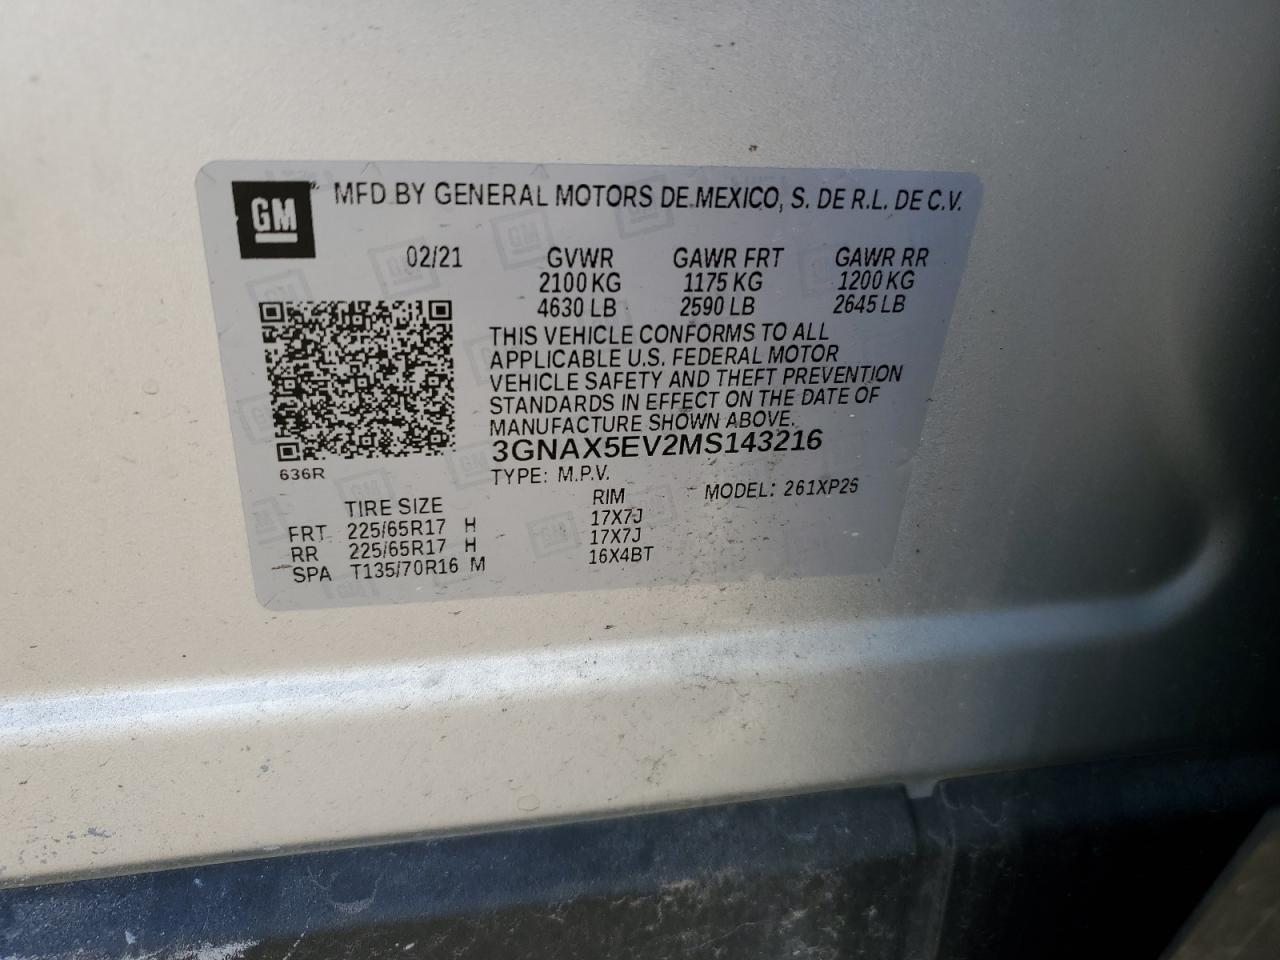 GM
MFD BY GENERAL MOTORS DE MEXICO, S. DE R.L. DE C.V.
02/21 GVWR GAWR FRT GAWR RR
2100 KG 1175 KG 1200 KG
4630 LB 2590 LB 2645 LB
THIS VEHICLE CONFORMS TO ALL
APPLICABLE U.S. FEDERAL MOTOR
VEHICLE SAFETY AND THEFT PREVENTION
STANDARDS IN EFFECT ON THE DATE OF
MANUFACTURE SHOWN ABOVE.
3GNAX5EV2MS143216
636R
TYPE: M.P.V.
MODEL: 261XP26
TIRE SIZE RIM
FRT 225/65R17 H 17X7J
RR 225/65R17 H 17X7J
SPA T135/70R16 M 16X4BT